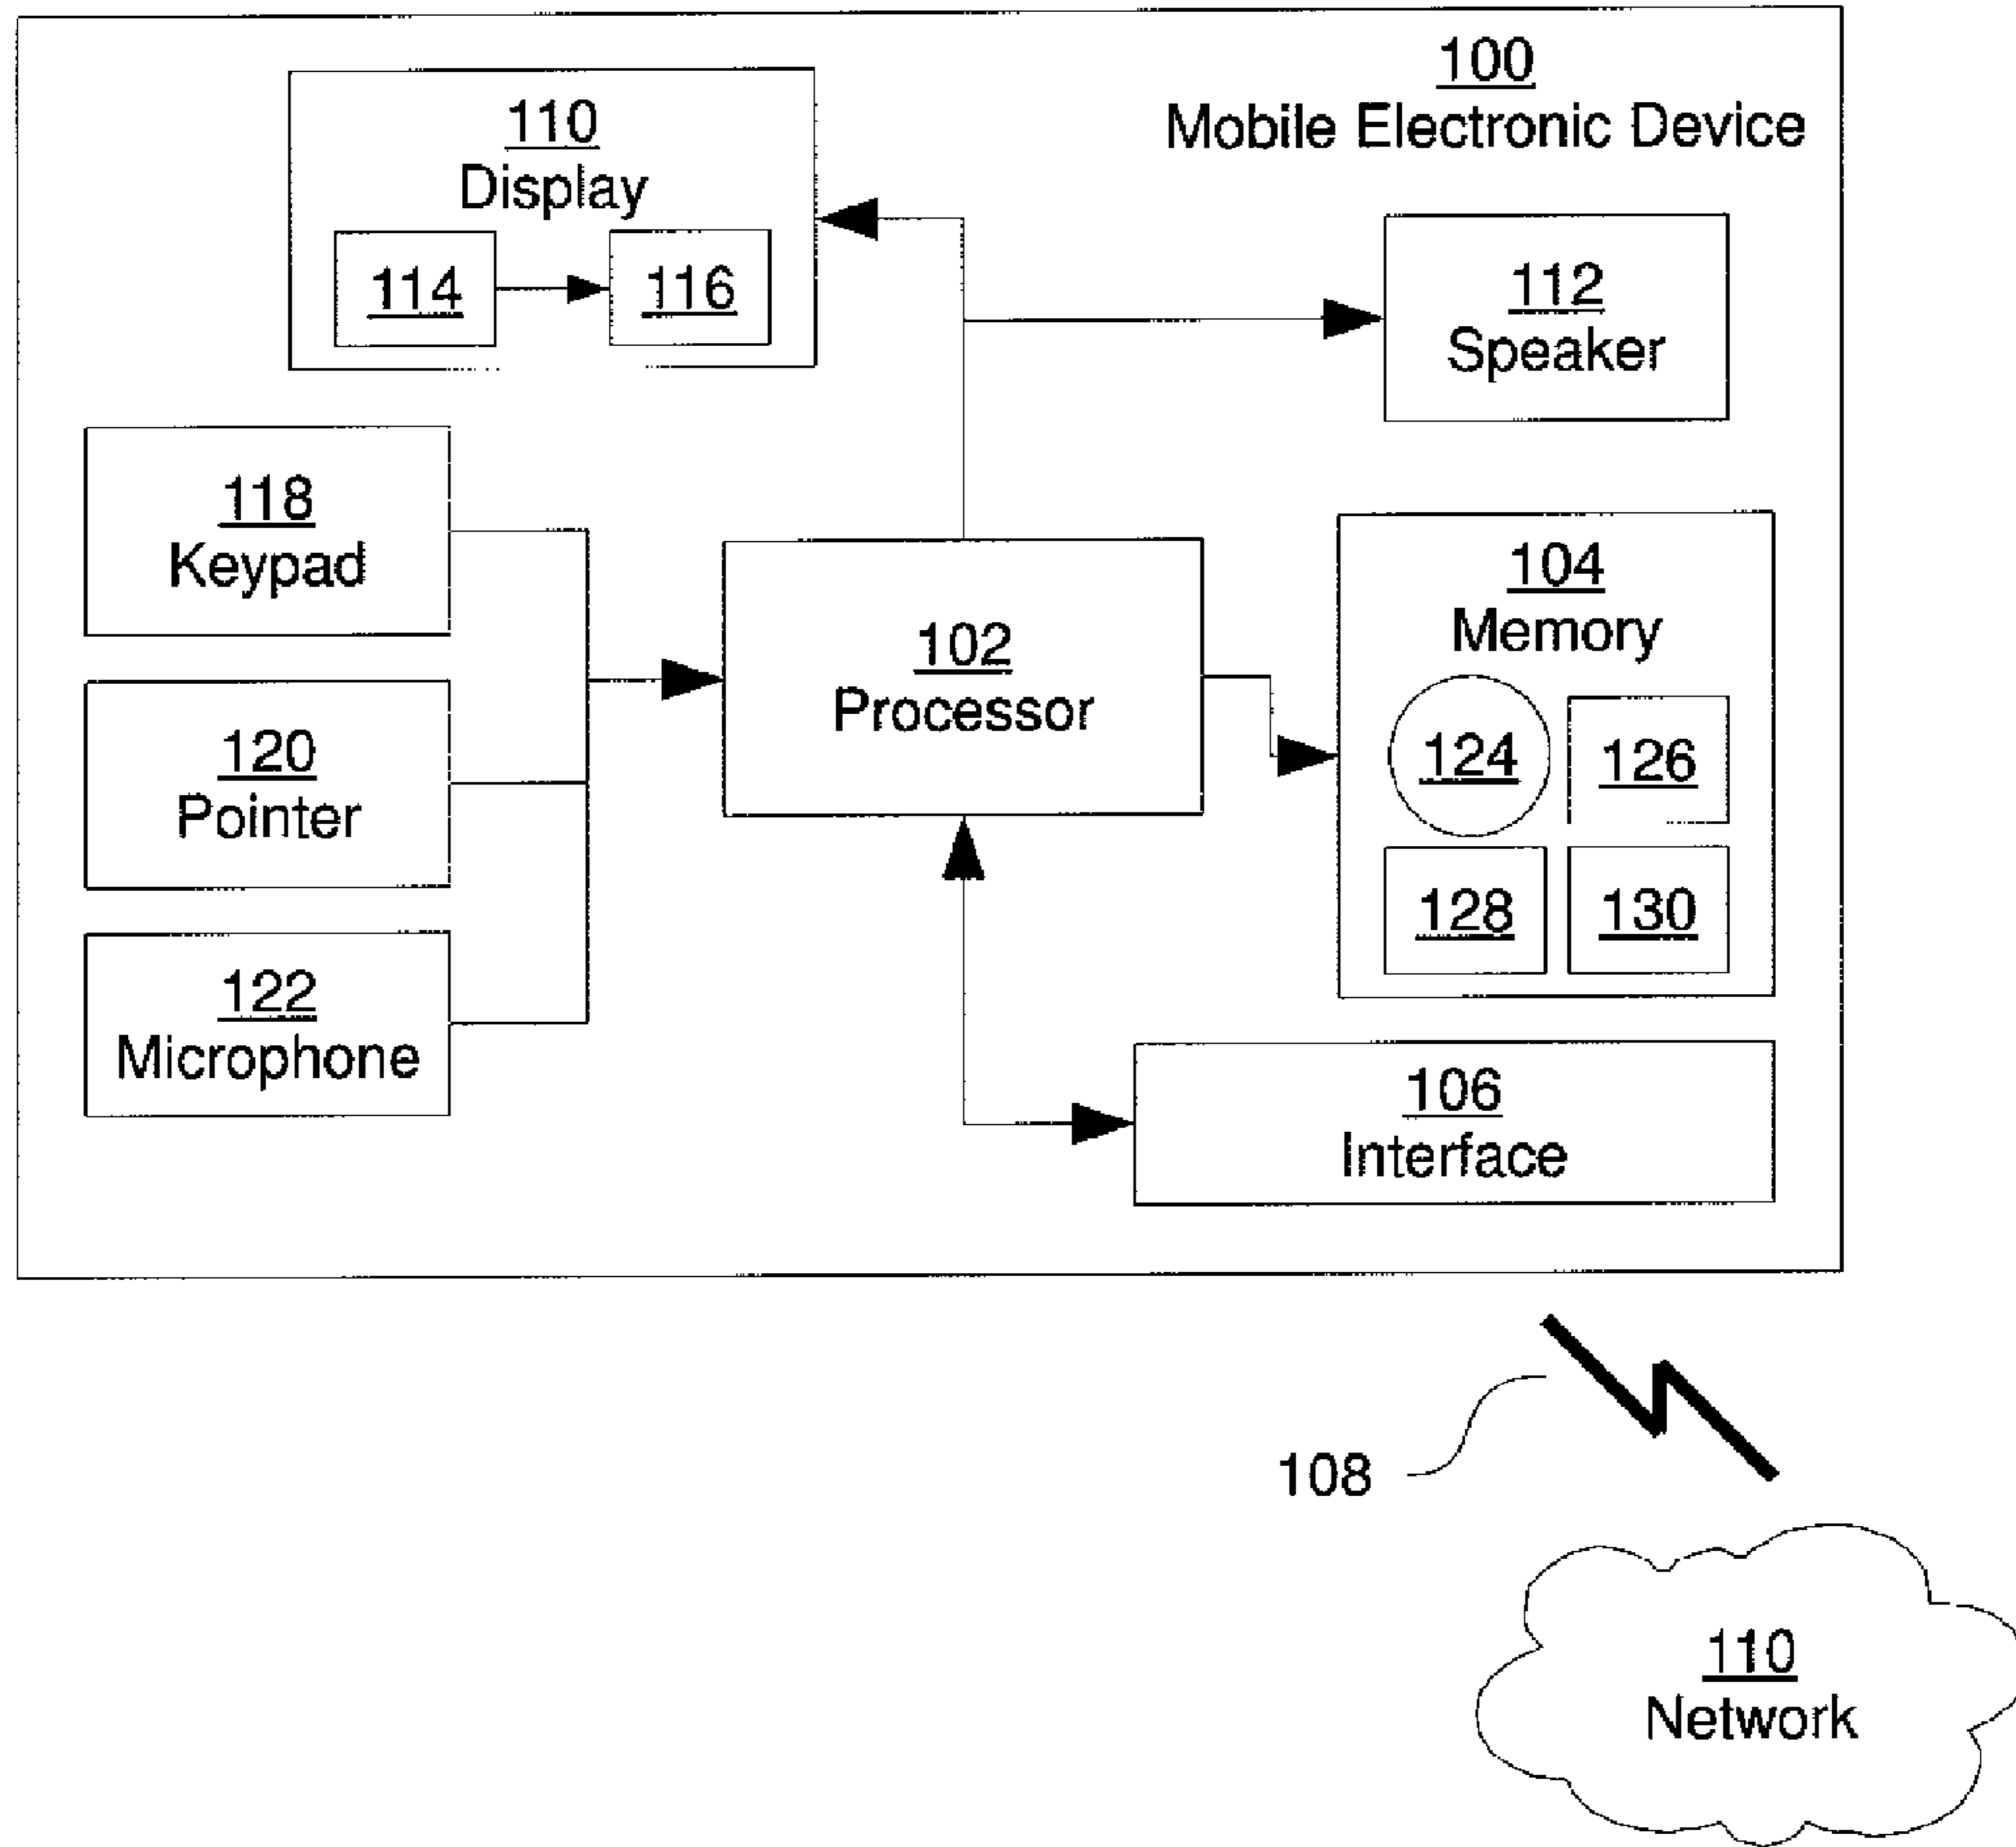 100
Mobile Electronic Device
110
Display
114
116
112
Speaker
118
Keypad
104
Memory
102
Processor
120
Pointer
124
126
128
130
122
Microphone
106
Interface
108
110
Network